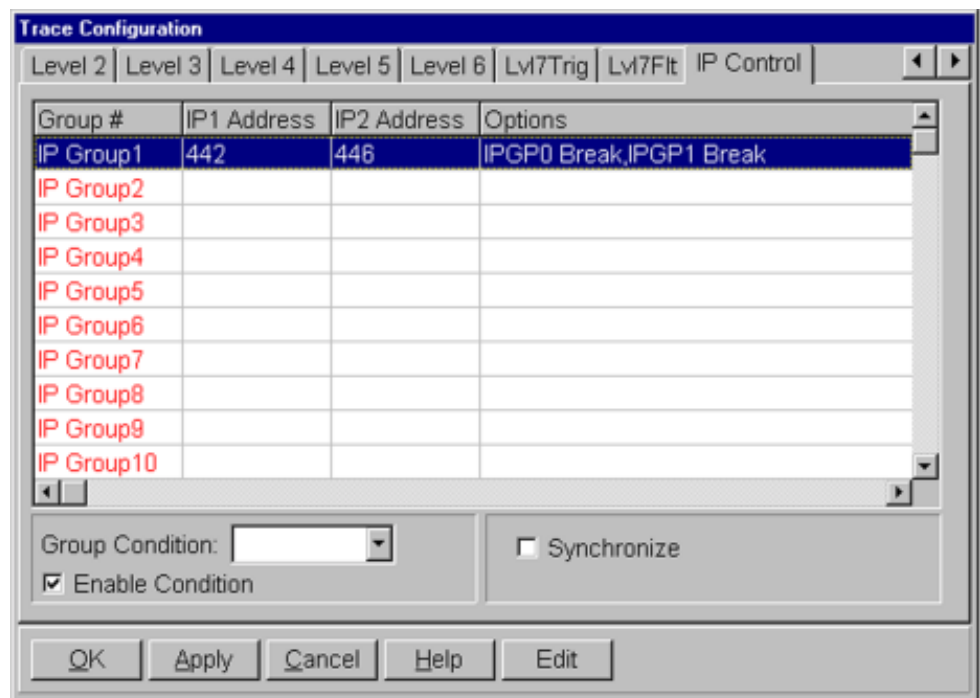 Trace Configuration
Level 2 Level 3 Level 4 Level 5 Level 6 Lvl7Trig Lvl7Flt IP Control
Group # IP1 Address IP2 Address Options
IP Group1 442 446 IPGP0 Break,IPGP1 Break
IP Group2
IP Group3
IP Group4
IP Group5
IP Group6
IP Group7
IP Group8
IP Group9
IP Group10
Group Condition: Synchronize
Enable Condition
OK Apply Cancel Help Edit